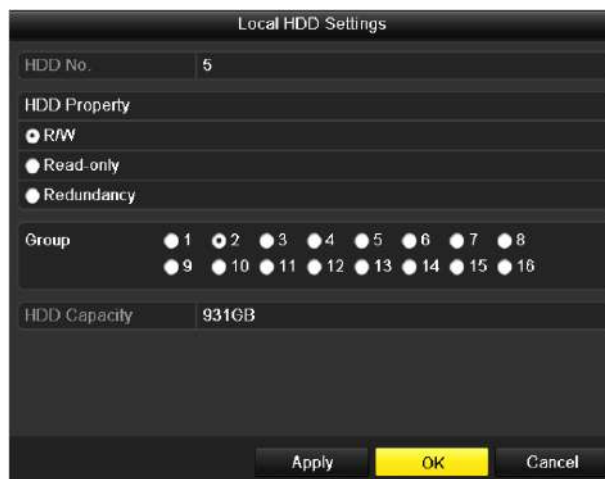 Local HDD Settings
HDD No. 5
HDD Property
R/W
Read-only
Redundancy
Group 1 2 3 4 5 6 7 8
9 10 11 12 13 14 15 16
HDD Capacity 931GB
Apply OK Cancel